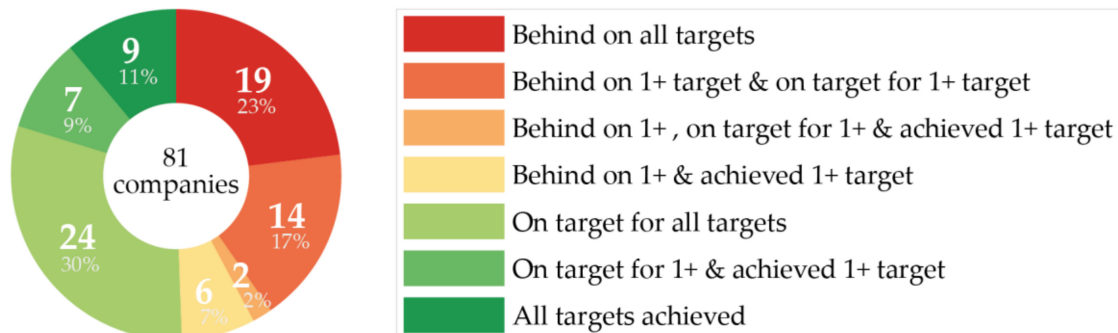 9
11%
19
23%
7
9%
81
companies
14
17%
24
30%
2
2%
6
7%
Behind on all targets
Behind on 1+ target & on target for 1+ target
Behind on 1+ , on target for 1+ & achieved 1+ target
Behind on 1+ & achieved 1+ target
On target for all targets
On target for 1+ & achieved 1+ target
All targets achieved